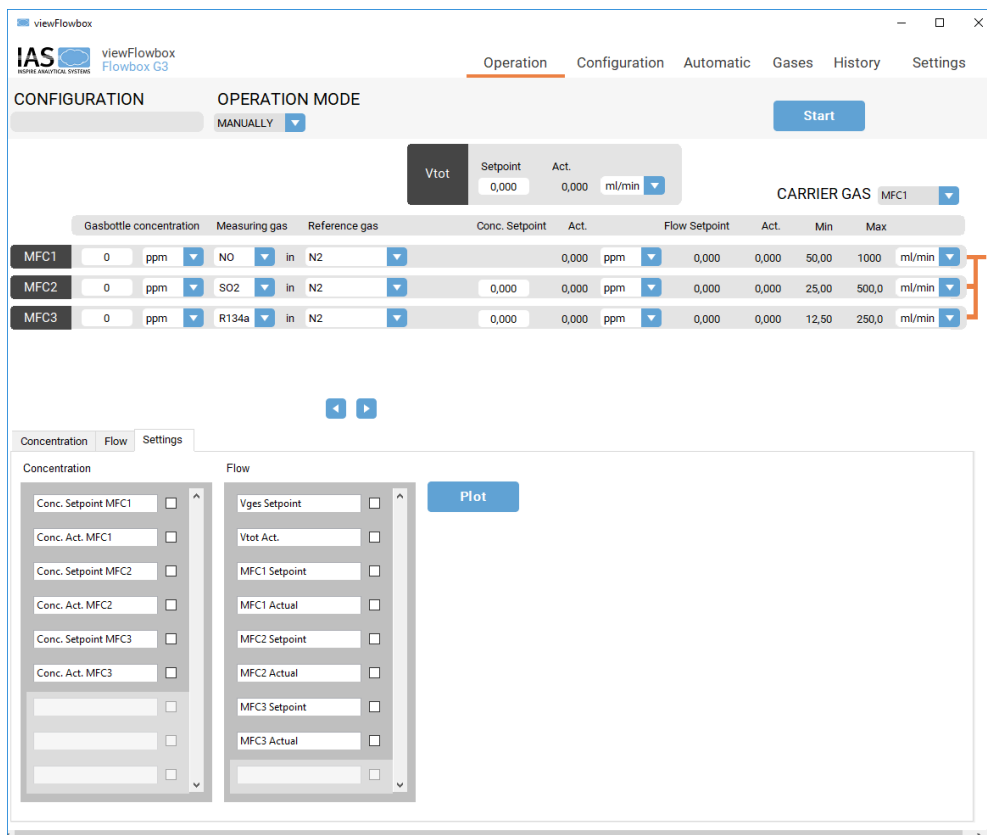 viewFlowbox
IAS
INSPIRE ANALYTICAL SYSTEMS
viewFlowbox
Flowbox G3
Operation Configuration Automatic Gases History Settings
CONFIGURATION OPERATION MODE
MANUALLY
Start
Vtot Setpoint Act.
0,000 0,000 ml/min
CARRIER GAS MFC1
Gasbottle concentration Measuring gas Reference gas Conc. Setpoint Act. Flow Setpoint Act. Min Max
MFC1 0 ppm NO in N2 0,000 ppm 0,000 0,000 50,00 1000 ml/min
MFC2 0 ppm SO2 in N2 0,000 0,000 ppm 0,000 0,000 25,00 500,0 ml/min
MFC3 0 ppm R134a in N2 0,000 0,000 ppm 0,000 0,000 12,50 250,0 ml/min
Concentration Flow Settings
Concentration Flow
Conc. Setpoint MFC1 Vges Setpoint Plot
Conc. Act. MFC1 Vtot Act.
Conc. Setpoint MFC2 MFC1 Setpoint
Conc. Act. MFC2 MFC1 Actual
Conc. Setpoint MFC3 MFC2 Setpoint
Conc. Act. MFC3 MFC2 Actual
MFC3 Setpoint
MFC3 Actual